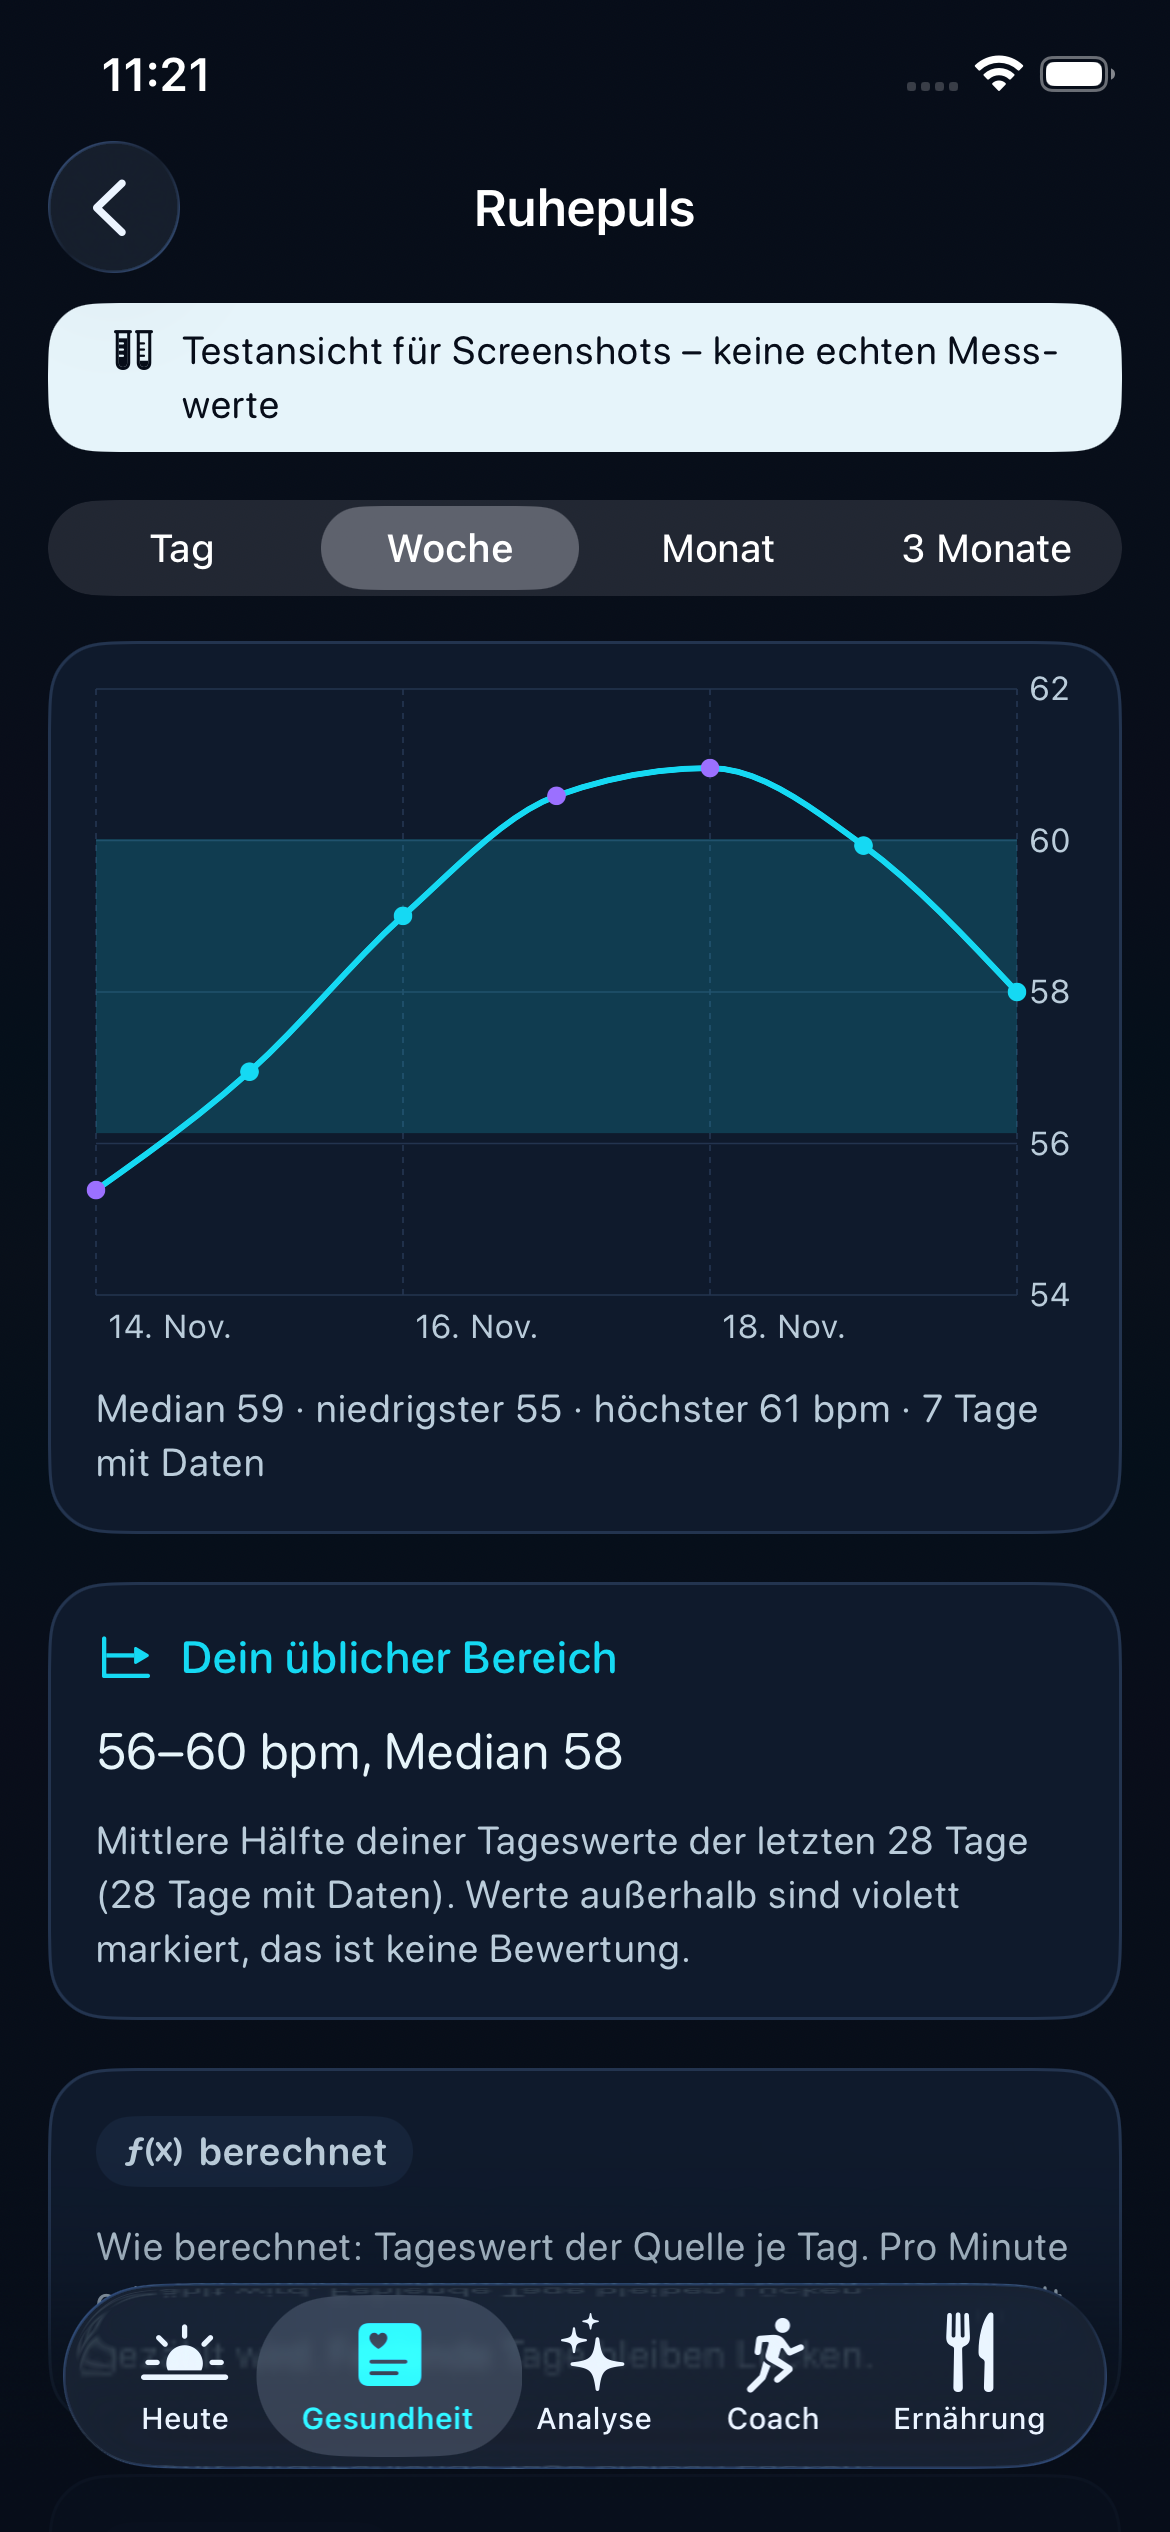 11:21
Ruhepuls
Testansicht für Screenshots – keine echten Mess-
werte
Tag
Woche
Monat
3 Monate
62
60
58
56
54
14. Nov.
16. Nov.
18. Nov.
Median 59 · niedrigster 55 · höchster 61 bpm · 7 Tage
mit Daten
Dein üblicher Bereich
56–60 bpm, Median 58
Mittlere Hälfte deiner Tageswerte der letzten 28 Tage
(28 Tage mit Daten). Werte außerhalb sind violett
markiert, das ist keine Bewertung.
f(x) berechnet
Wie berechnet: Tageswert der Quelle je Tag. Pro Minute
Tage bleiben Lücken.
Heute
Gesundheit
Analyse
Coach
Ernährung